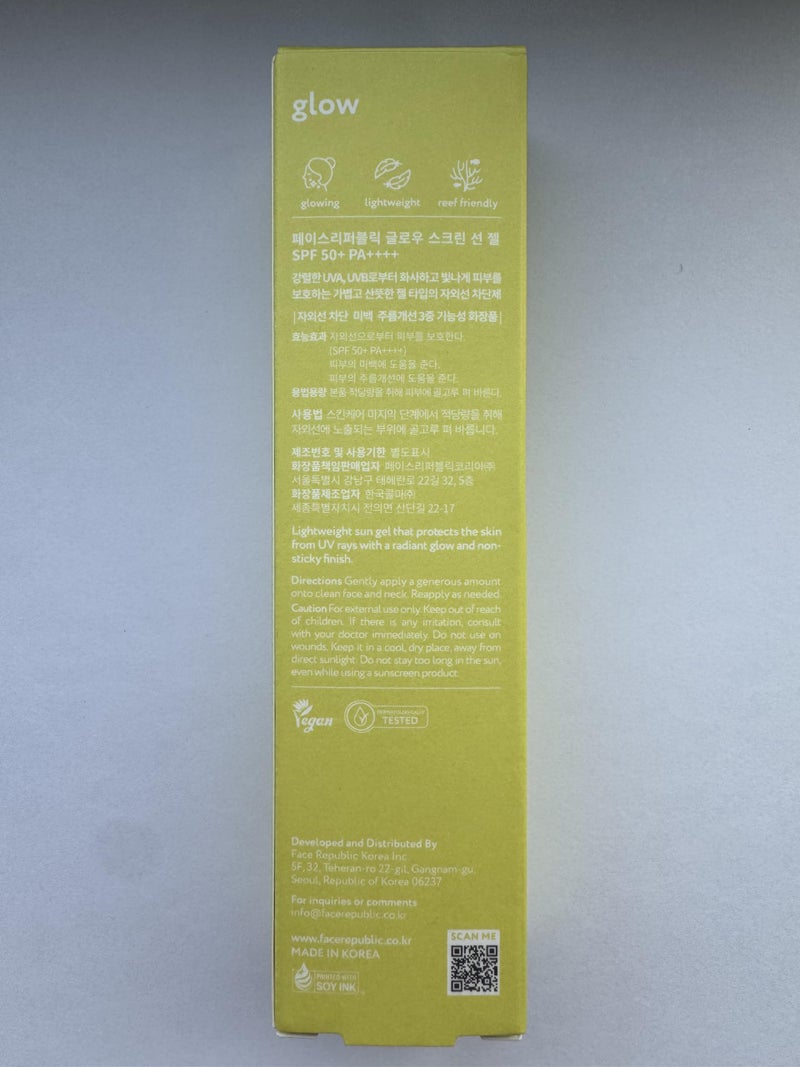 glow
glowing lightweight reef friendly
페이스리퍼블릭 글로우 스크린 선 젤
SPF 50+ PA++++
강렬한 UVA, UVB로부터 화사하고 빛나게 피부를
보호하는 가볍고 산뜻한 젤 타입의 자외선 차단제
|자외선 차단 미백 주름개선 3중 기능성 화장품|
효능효과 자외선으로부터 피부를 보호한다.
(SPF 50+ PA++++)
피부의 미백에 도움을 준다.
피부의 주름개선에 도움을 준다.
용법용량 본품 적당량을 취해 피부에 골고루 펴 바른다.
사용법 스킨케어 마지막 단계에서 적당량을 취해
자외선에 노출되는 부위에 골고루 펴 바릅니다.
제조번호 및 사용기한 별도표시
화장품책임판매업자 페이스리퍼블릭코리아㈜
서울특별시 강남구 테헤란로 22길 32, 5층
화장품제조업자 한국콜마㈜
세종특별자치시 전의면 산단길 22-17
Lightweight sun gel that protects the skin
from UV rays with a radiant glow and non-
sticky finish.
Directions Gently apply a generous amount
onto clean face and neck. Reapply as needed.
Caution For external use only. Keep out of reach
of children. If there is any irritation, consult
with your doctor immediately. Do not use on
wounds. Keep it in a cool, dry place, away from
direct sunlight. Do not stay too long in the sun,
even while using a sunscreen product.
Vegan
DERMATOLOGICALLY
TESTED
Developed and Distributed By
Face Republic Korea Inc.
5F, 32, Teheran-ro 22-gil, Gangnam-gu,
Seoul, Republic of Korea 06237
For inquiries or comments
info@facerepublic.co.kr
www.facerepublic.co.kr
MADE IN KOREA
SCAN ME
PRINTED WITH
SOY INK